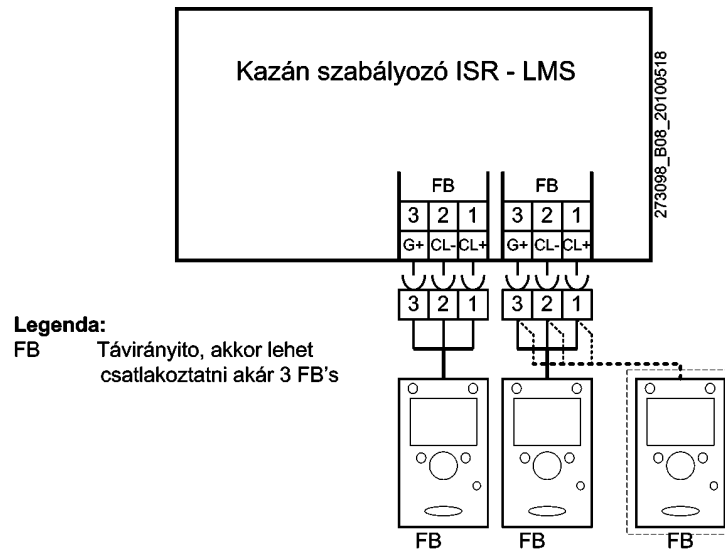 Kazán szabályozó ISR - LMS
273098_B08_20100518
FB FB
3 2 1 3 2 1
G+ CL- CL+ G+ CL- CL+
3 2 1 3 2 1
Legenda:
FB Távirányito, akkor lehet
csatlakoztatni akár 3 FB's
FB FB FB